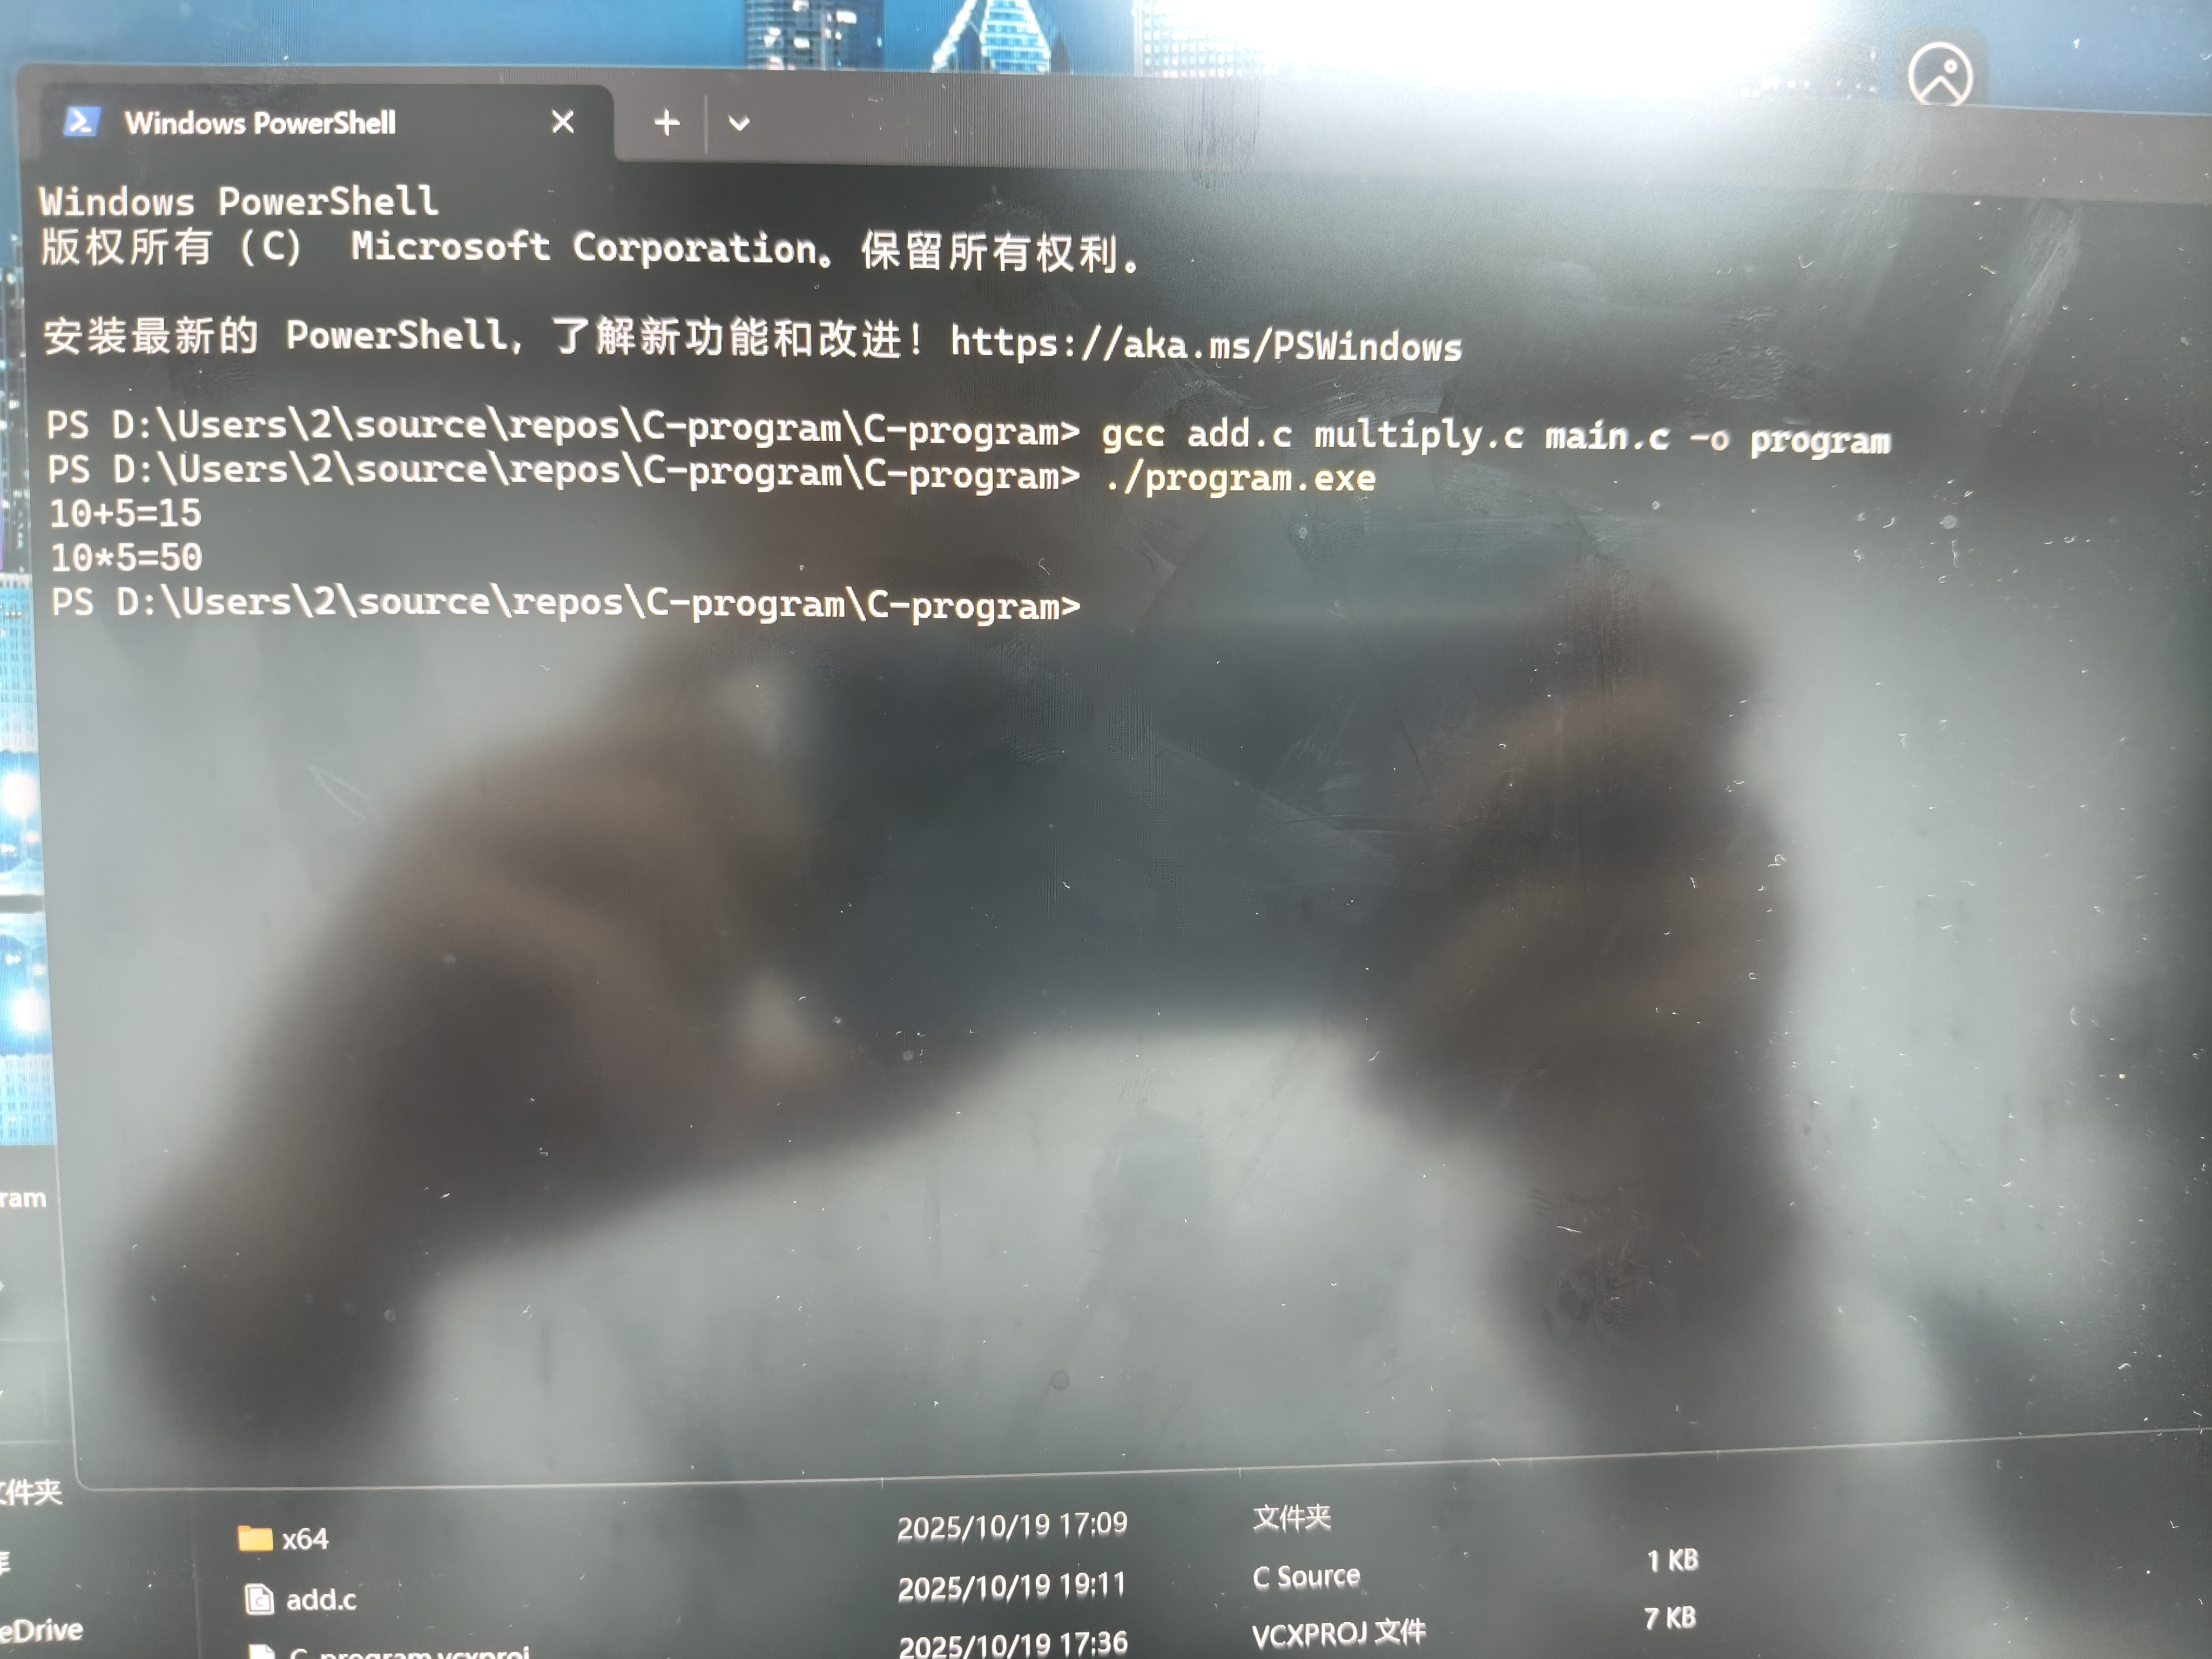 Windows PowerShell
Windows PowerShell
版权所有 (C) Microsoft Corporation。保留所有权利。
安装最新的 PowerShell，了解新功能和改进！https://aka.ms/PSWindows
PS D:\Users\2\source\repos\C-program\C-program> gcc add.c multiply.c main.c -o program
PS D:\Users\2\source\repos\C-program\C-program> ./program.exe
10+5=15
10*5=50
PS D:\Users\2\source\repos\C-program\C-program>
ram
文件夹
x64 2025/10/19 17:09 文件夹
add.c 2025/10/19 19:11 C Source 1 KB
eDrive
C-program.vcxproj 2025/10/19 17:36 VCXPROJ 文件 7 KB